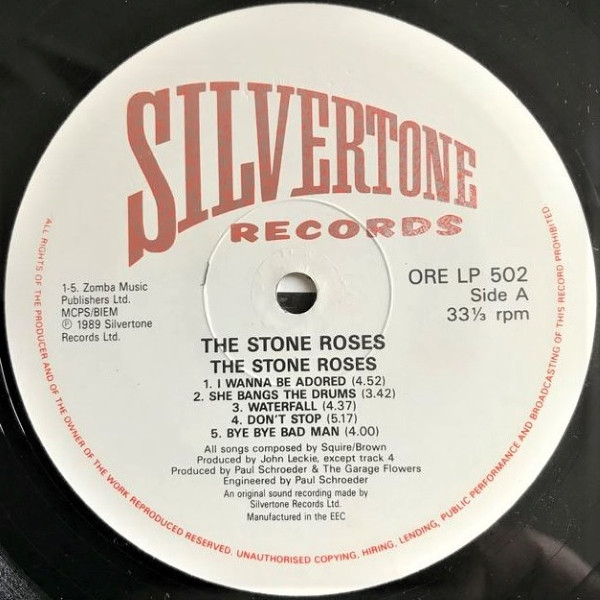 SILVERTONE
RECORDS
1-5. Zomba Music
Publishers Ltd.
MCPS/BIEM
℗ 1989 Silvertone
Records Ltd.
ORE LP 502
Side A
33⅓ rpm
THE STONE ROSES
THE STONE ROSES
1. I WANNA BE ADORED (4.52)
2. SHE BANGS THE DRUMS (3.42)
3. WATERFALL (4.37)
4. DON'T STOP (5.17)
5. BYE BYE BAD MAN (4.00)
All songs composed by Squire/Brown
Produced by John Leckie, except track 4
Produced by Paul Schroeder & The Garage Flowers
Engineered by Paul Schroeder
An original sound recording made by
Silvertone Records Ltd.
Manufactured in the EEC
ALL RIGHTS OF THE PRODUCER AND OF THE OWNER OF THE WORK REPRODUCED RESERVED. UNAUTHORISED COPYING, HIRING, LENDING, PUBLIC PERFORMANCE AND BROADCASTING OF THIS RECORD PROHIBITED